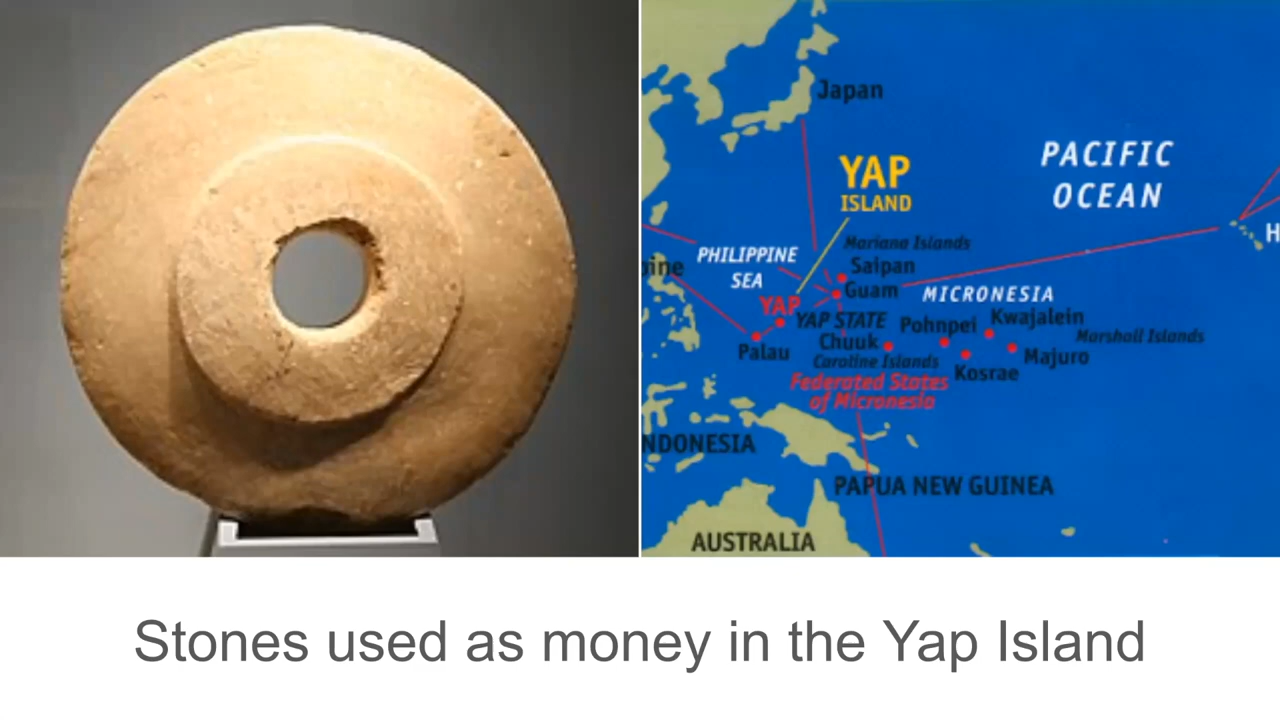 Japan
YAP
ISLAND
PACIFIC
OCEAN
PHILIPPINE
SEA
Mariana Islands
Saipan
Guam
MICRONESIA
YAP
YAP STATE
Pohnpei
Kwajalein
Marshall Islands
Palau
Chuuk
Caroline Islands
Kosrae
Majuro
Federated States
of Micronesia
PAPUA NEW GUINEA
AUSTRALIA
Stones used as money in the Yap Island